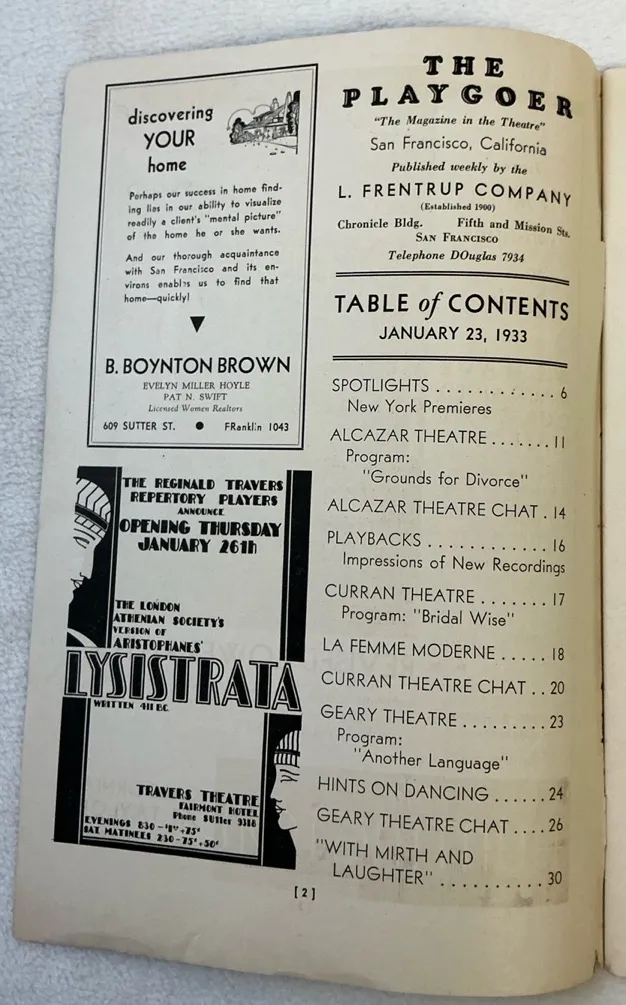 discovering
YOUR
home
Perhaps our success in home find-
ing lies in our ability to visualize
readily a client's "mental picture"
of the home he or she wants.
And our thorough acquaintance
with San Francisco and its en-
virons enables us to find that
home—quickly!
B. BOYNTON BROWN
EVELYN MILLER HOYLE
PAT N. SWIFT
Licensed Women Realtors
609 SUTTER ST. ● FRanklin 1043
THE REGINALD TRAVERS
REPERTORY PLAYERS
ANNOUNCE
OPENING THURSDAY
JANUARY 26th
THE LONDON
ATHENIAN SOCIETY'S
VERSION OF
ARISTOPHANES'
LYSISTRATA
WRITTEN 411 BC
TRAVERS THEATRE
FAIRMONT HOTEL
Phone SUtter 9318
EVENINGS 830 - $1⁰⁰ + 75¢
SAT. MATINEES 230 - 75¢ + 50¢
THE
PLAYGOER
"The Magazine in the Theatre"
San Francisco, California
Published weekly by the
L. FRENTRUP COMPANY
(Established 1900)
Chronicle Bldg. Fifth and Mission Sts.
SAN FRANCISCO
Telephone DOuglas 7934
TABLE of CONTENTS
JANUARY 23, 1933
SPOTLIGHTS . . . . . . . . . . . . 6
New York Premieres
ALCAZAR THEATRE . . . . . . . 11
Program:
"Grounds for Divorce"
ALCAZAR THEATRE CHAT . 14
PLAYBACKS . . . . . . . . . . . . 16
Impressions of New Recordings
CURRAN THEATRE . . . . . . . 17
Program: "Bridal Wise"
LA FEMME MODERNE . . . . . 18
CURRAN THEATRE CHAT . . 20
GEARY THEATRE . . . . . . . . . 23
Program:
"Another Language"
HINTS ON DANCING . . . . . . 24
GEARY THEATRE CHAT . . . . 26
"WITH MIRTH AND
LAUGHTER" . . . . . . . . . . 30
[ 2 ]